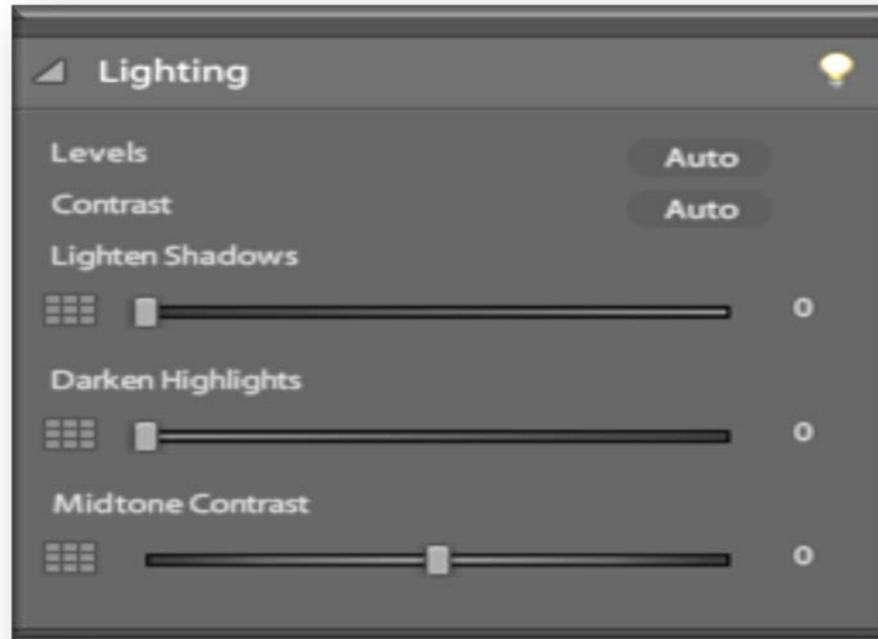 Lighting
Levels Auto
Contrast Auto
Lighten Shadows
0
Darken Highlights
0
Midtone Contrast
0